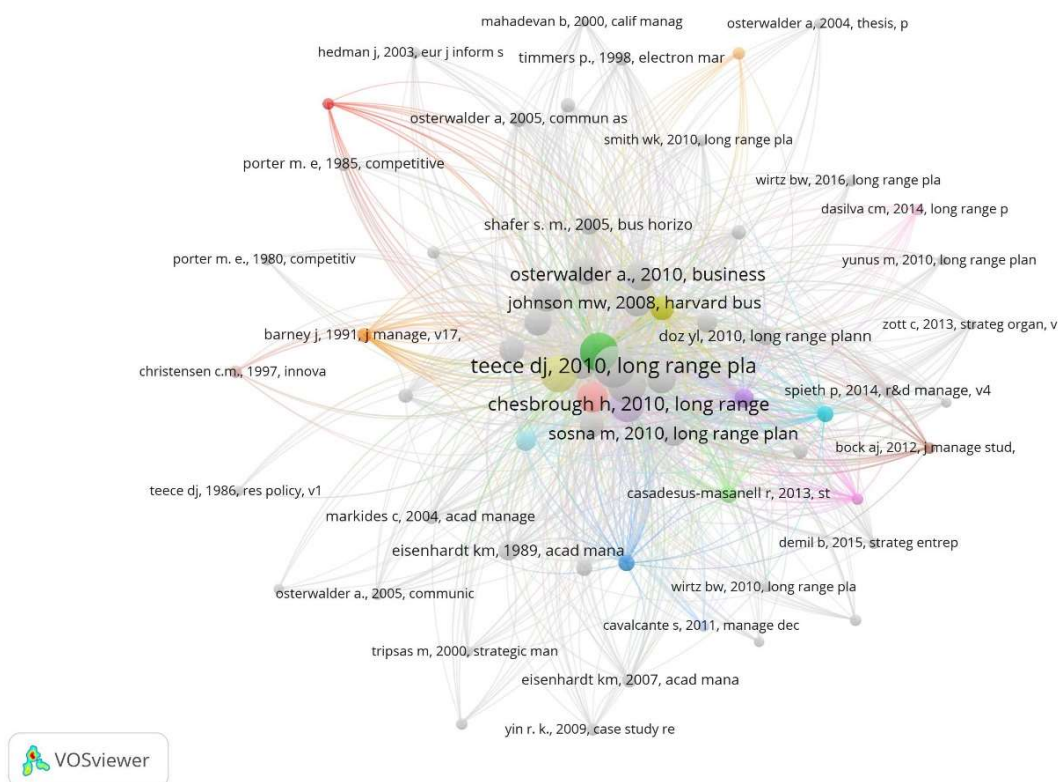 mahadevan b, 2000, calif manag
osterwalder a, 2004, thesis, p
hedman j, 2003, eur j inform s
timmers p., 1998, electron mar
osterwalder a, 2005, commun as
smith wk, 2010, long range pla
porter m. e, 1985, competitive
wirtz bw, 2016, long range pla
dasilva cm, 2014, long range p
shafer s. m., 2005, bus horizo
porter m. e., 1980, competitiv
yunus m, 2010, long range plan
osterwalder a., 2010, business
johnson mw, 2008, harvard bus
zott c, 2013, strateg organ, v
barney j, 1991, j manage, v17,
doz yl, 2010, long range plann
teece dj, 2010, long range pla
christensen c.m., 1997, innova
spieth p, 2014, r&d manage, v4
chesbrough h, 2010, long range
sosna m, 2010, long range plan
bock aj, 2012, j manage stud,
teece dj, 1986, res policy, v1
casadesus-masanell r, 2013, st
markides c, 2004, acad manage
demil b, 2015, strateg entrep
eisenhardt km, 1989, acad mana
wirtz bw, 2010, long range pla
osterwalder a., 2005, communic
cavalcante s, 2011, manage dec
tripsas m, 2000, strategic man
eisenhardt km, 2007, acad mana
yin r. k., 2009, case study re
VOSviewer